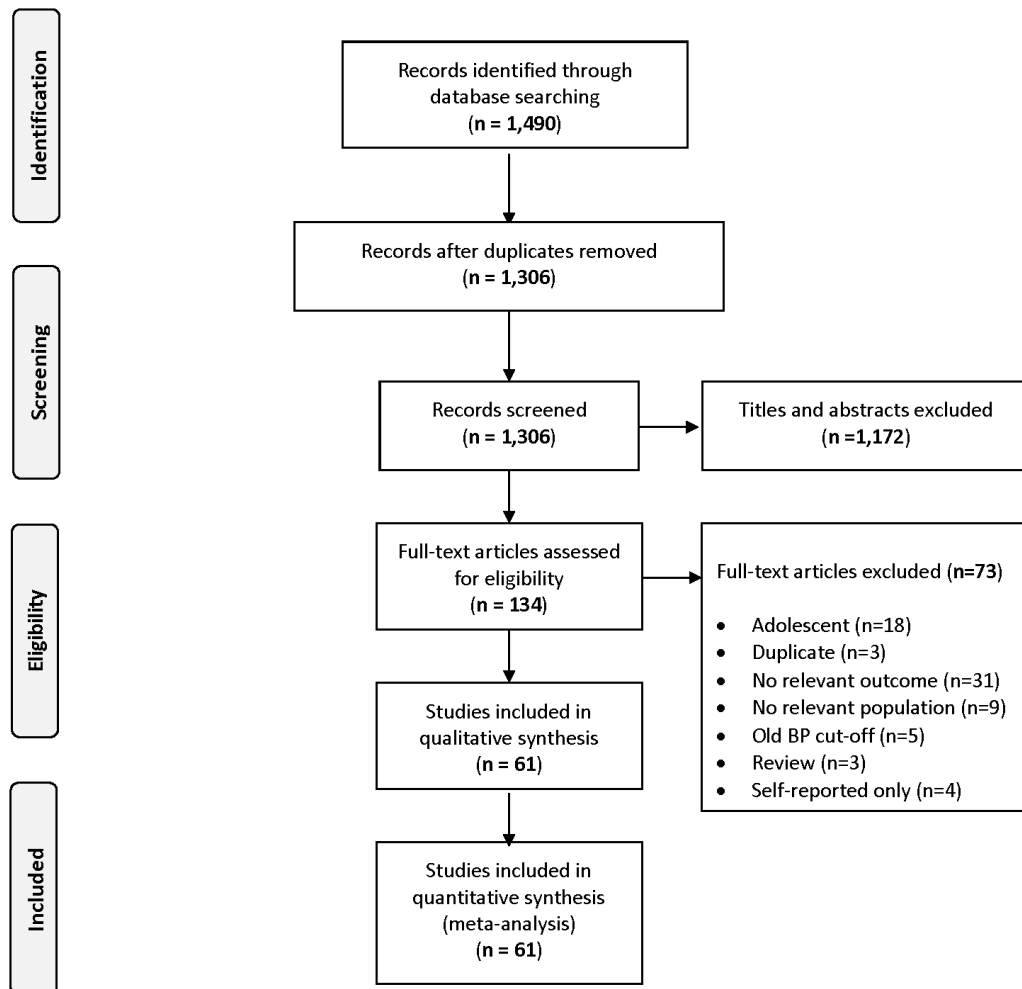 Identification
Records identified through
database searching
(n = 1,490)
Records after duplicates removed
(n = 1,306)
Screening
Records screened
(n = 1,306)
Titles and abstracts excluded
(n =1,172)
Eligibility
Full-text articles assessed
for eligibility
(n = 134)
Full-text articles excluded (n=73)
• Adolescent (n=18)
• Duplicate (n=3)
• No relevant outcome (n=31)
• No relevant population (n=9)
• Old BP cut-off (n=5)
• Review (n=3)
• Self-reported only (n=4)
Studies included in
qualitative synthesis
n = 61)
Included
Studies included in
quantitative synthesis
(meta-analysis)
(n = 61)